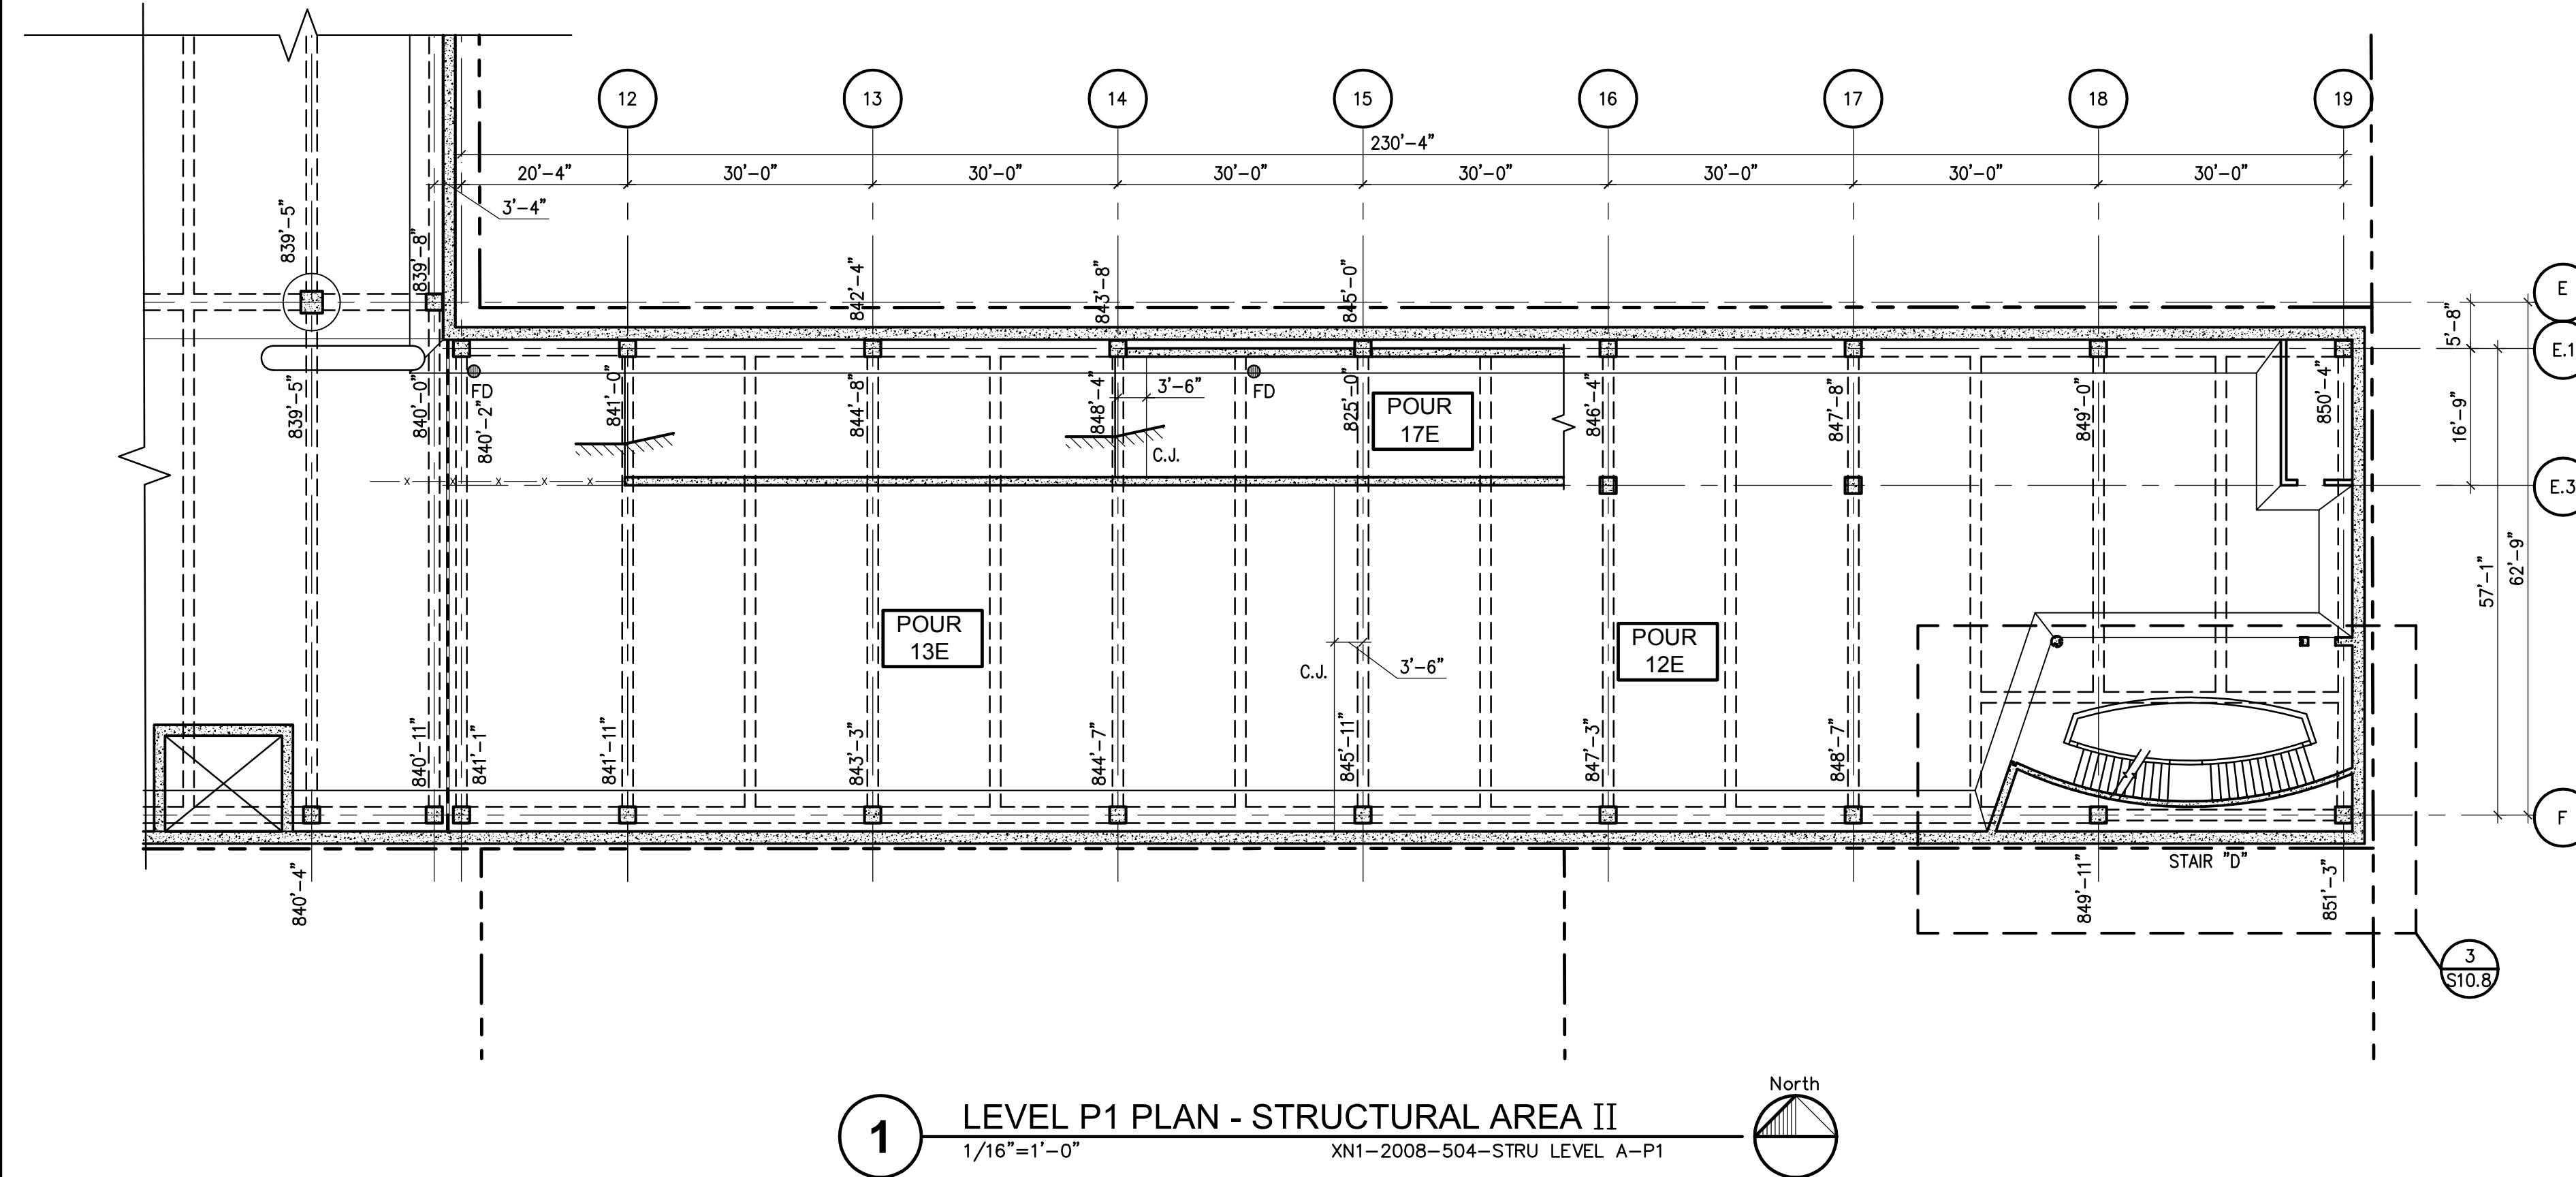 12
13
14
15
16
17
18
19
230'-4"
20'-4"
30'-0"
30'-0"
30'-0"
30'-0"
30'-0"
30'-0"
30'-0"
3'-4"
839'-5"
839'-8"
842'-4"
843'-8"
845'-0"
E
5'-8"
E.1
839'-5"
840'-0"
FD
840'-2"
841'-0"
844'-8"
848'-4"
3'-6"
C.J.
FD
825'-0"
POUR
17E
846'-4"
847'-8"
849'-0"
850'-4"
16'-9"
E.3
57'-1"
62'-9"
POUR
13E
C.J.
3'-6"
POUR
12E
840'-11"
841'-1"
841'-11"
843'-3"
844'-7"
845'-11"
847'-3"
848'-7"
F
840'-4"
849'-11"
STAIR "D"
851'-3"
3
S10.8
1
LEVEL P1 PLAN - STRUCTURAL AREA II
1/16"=1'-0"
XN1-2008-504-STRU LEVEL A-P1
North